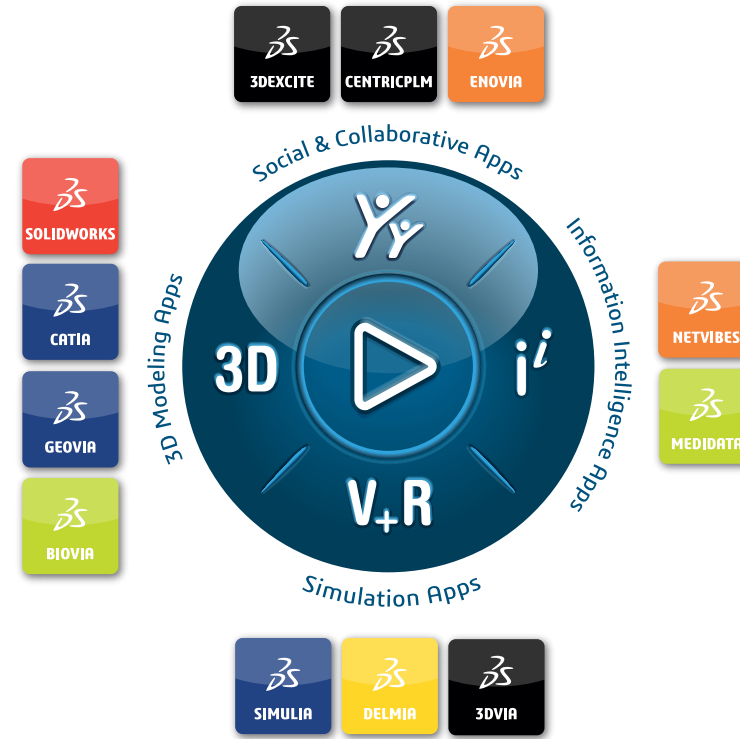 3DEXCITE
CENTRICPLM
ENOVIA
Social & Collaborative Apps
SOLIDWORKS
CATIA
GEOVIA
BIOVIA
3D Modeling Apps
3D
i i
V+R
Information Intelligence Apps
NETVIBES
MEDIDATA
Simulation Apps
SIMULIA
DELMIA
3DVIA